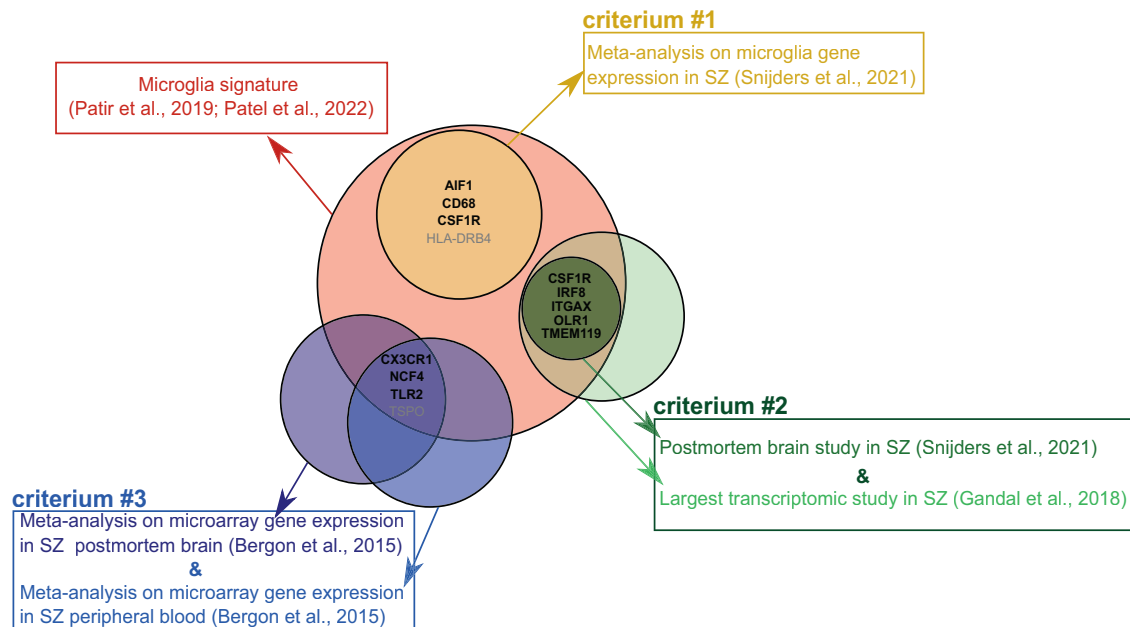 criterium #1
Meta-analysis on microglia gene
expression in SZ (Snijders et al., 2021)
Microglia signature
(Patir et al., 2019; Patel et al., 2022)
AIF1
CD68
CSF1R
HLA-DRB4
CSF1R
IRF8
ITGAX
OLR1
TMEM119
CX3CR1
NCF4
TLR2
TSPO
criterium #2
Postmortem brain study in SZ (Snijders et al., 2021)
&
Largest transcriptomic study in SZ (Gandal et al., 2018)
criterium #3
Meta-analysis on microarray gene expression
in SZ postmortem brain (Bergon et al., 2015)
&
Meta-analysis on microarray gene expression
in SZ peripheral blood (Bergon et al., 2015)